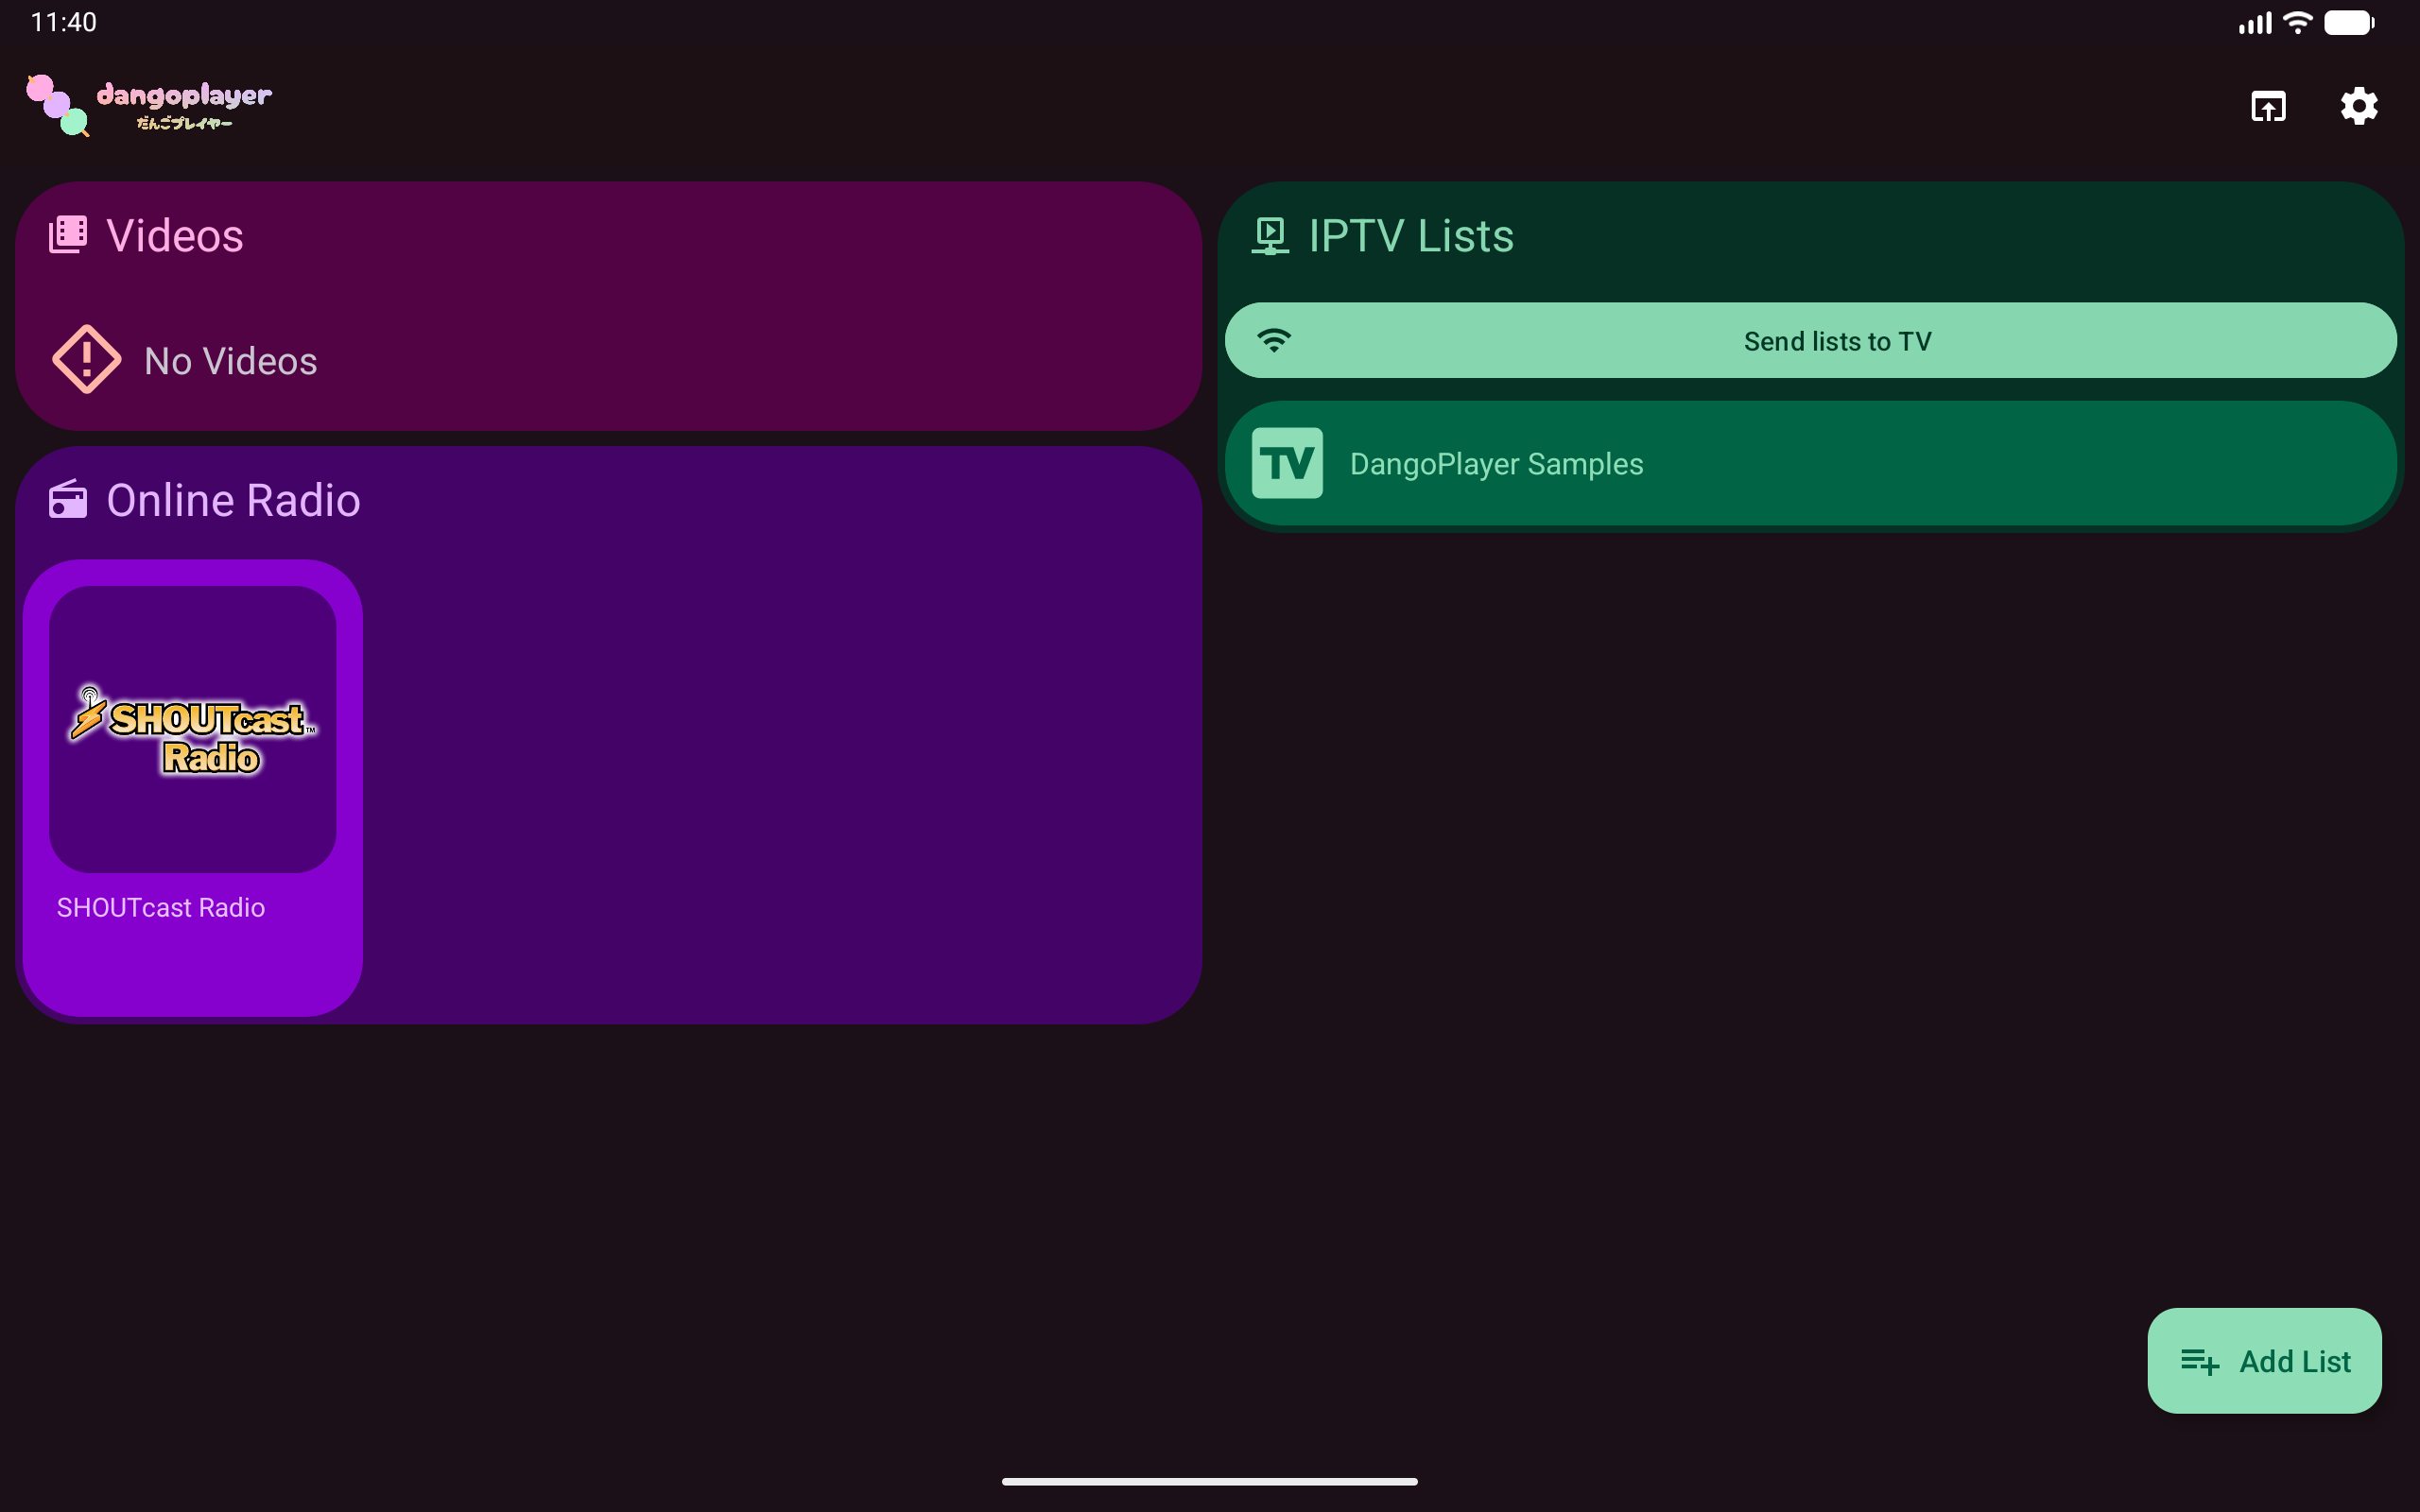 11:40
dangoplayer
だんごプレイヤー
Videos
No Videos
Online Radio
SHOUTcast™
Radio
SHOUTcast Radio
IPTV Lists
Send lists to TV
TV
DangoPlayer Samples
Add List